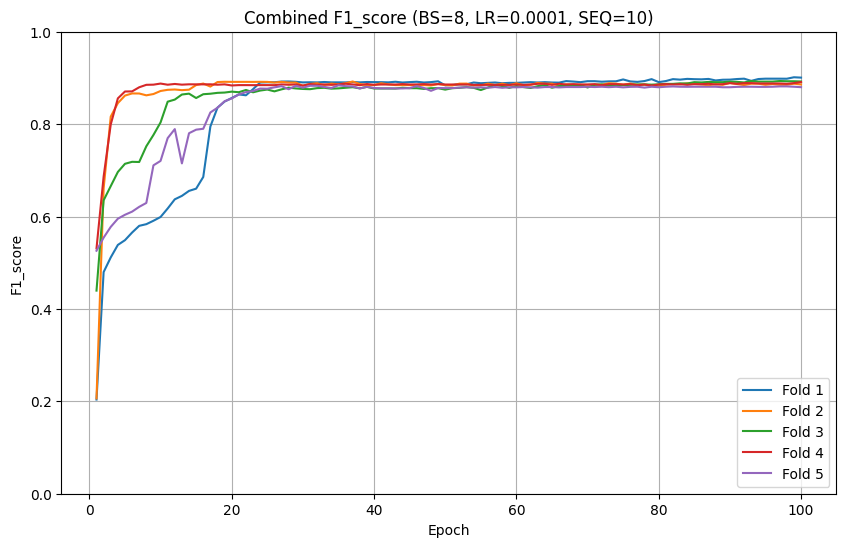 Combined F1_score (BS=8, LR=0.0001, SEQ=10)
1.0
0.8
0.6
0.4
0.2
0.0
F1_score
0 20 40 60 80 100
Epoch
Fold 1
Fold 2
Fold 3
Fold 4
Fold 5